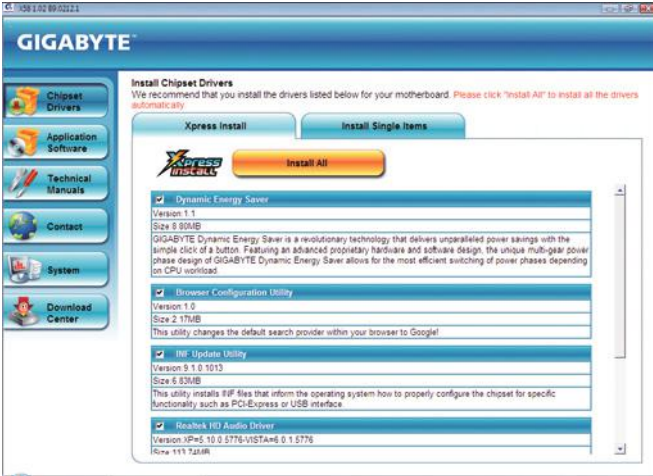 X58 1.02 B9.0212.1
GIGABYTE™
Chipset
Drivers
Application
Software
Technical
Manuals
Contact
System
Download
Center
Install Chipset Drivers
We recommend that you install the drivers listed below for your motherboard. Please click "Install All" to install all the drivers
automatically.
Xpress Install
Install Single Items
Xpress
Install
Install All
Dynamic Energy Saver
Version:1.1
Size:8.80MB
GIGABYTE Dynamic Energy Saver is a revolutionary technology that delivers unparalleled power savings with the
simple click of a button. Featuring an advanced proprietary hardware and software design, the unique multi-gear power
phase design of GIGABYTE Dynamic Energy Saver allows for the most efficient switching of power phases depending
on CPU workload.
Browser Configuration Utility
Version:1.0
Size:2.17MB
This utility changes the default search provider within your browser to Google!
INF Update Utility
Version:9.1.0.1013
Size:6.83MB
This utility installs INF files that inform the operating system how to properly configure the chipset for specific
functionality such as PCI-Express or USB interface.
Realtek HD Audio Driver
Version:XP=5.10.0.5776-VISTA=6.0.1.5776
Size:113.74MB